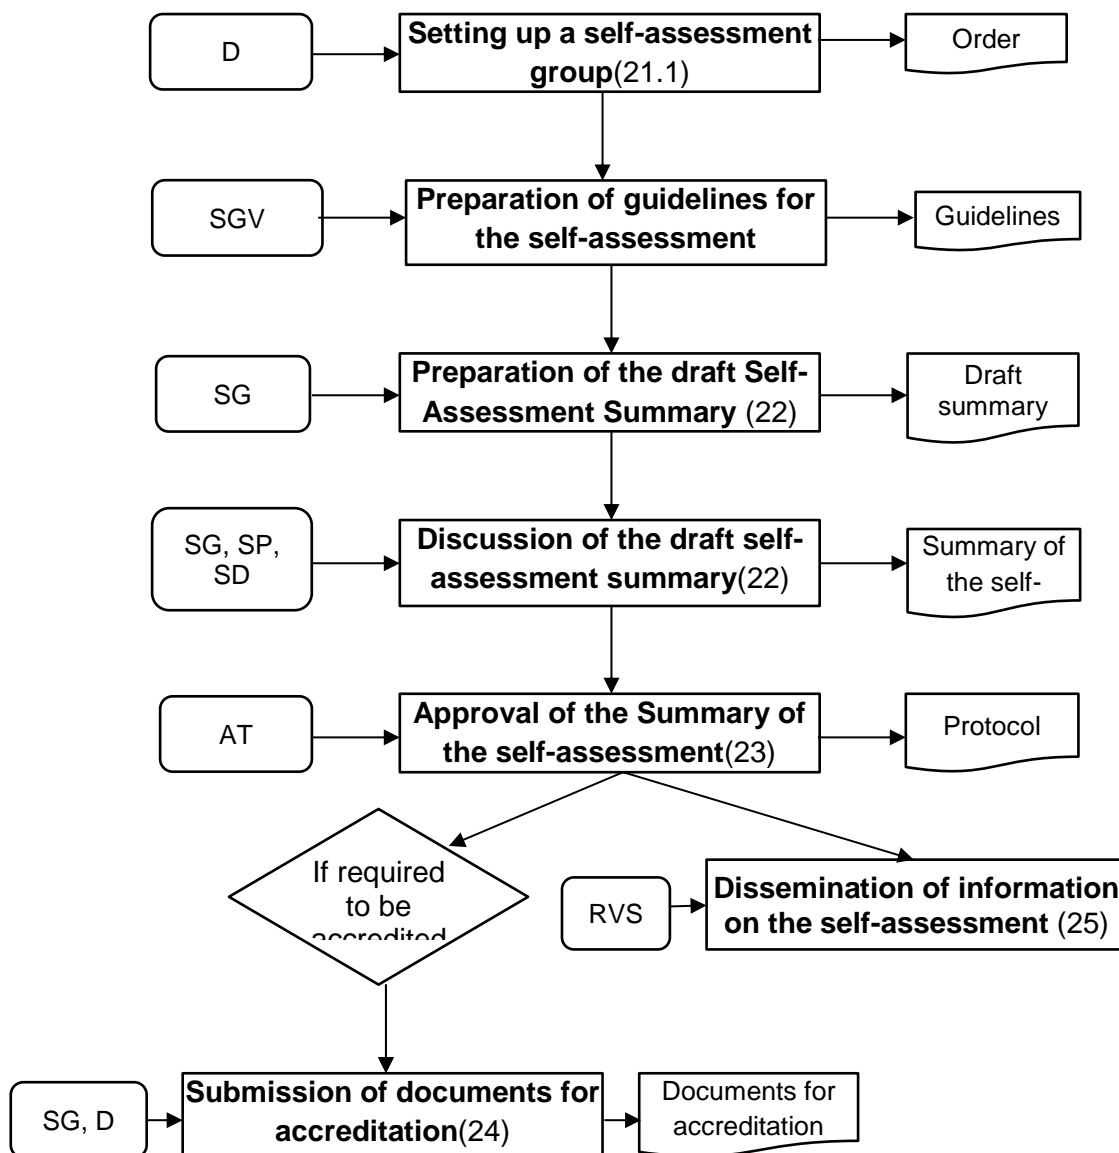 D
Setting up a self-assessment
group(21.1)
Order
SGV
Preparation of guidelines for
the self-assessment
Guidelines
SG
Preparation of the draft Self-
Assessment Summary (22)
Draft
summary
SG, SP,
SD
Discussion of the draft self-
assessment summary(22)
Summary of
the self-
AT
Approval of the Summary of
the self-assessment(23)
Protocol
If required
to be
accredited
RVS
Dissemination of information
on the self-assessment (25)
SG, D
Submission of documents for
accreditation(24)
Documents for
accreditation